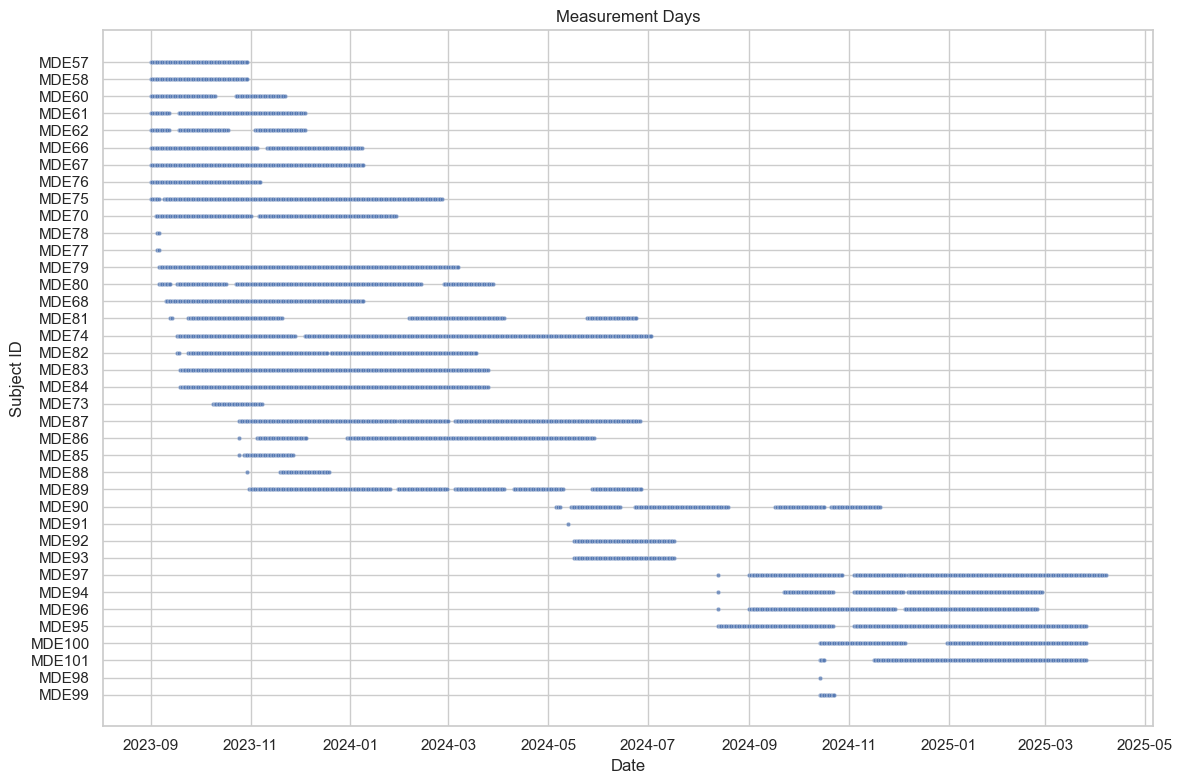 Measurement Days
Subject ID
MDE57
MDE58
MDE60
MDE61
MDE62
MDE66
MDE67
MDE76
MDE75
MDE70
MDE78
MDE77
MDE79
MDE80
MDE68
MDE81
MDE74
MDE82
MDE83
MDE84
MDE73
MDE87
MDE86
MDE85
MDE88
MDE89
MDE90
MDE91
MDE92
MDE93
MDE97
MDE94
MDE96
MDE95
MDE100
MDE101
MDE98
MDE99
2023-09 2023-11 2024-01 2024-03 2024-05 2024-07 2024-09 2024-11 2025-01 2025-03 2025-05
Date